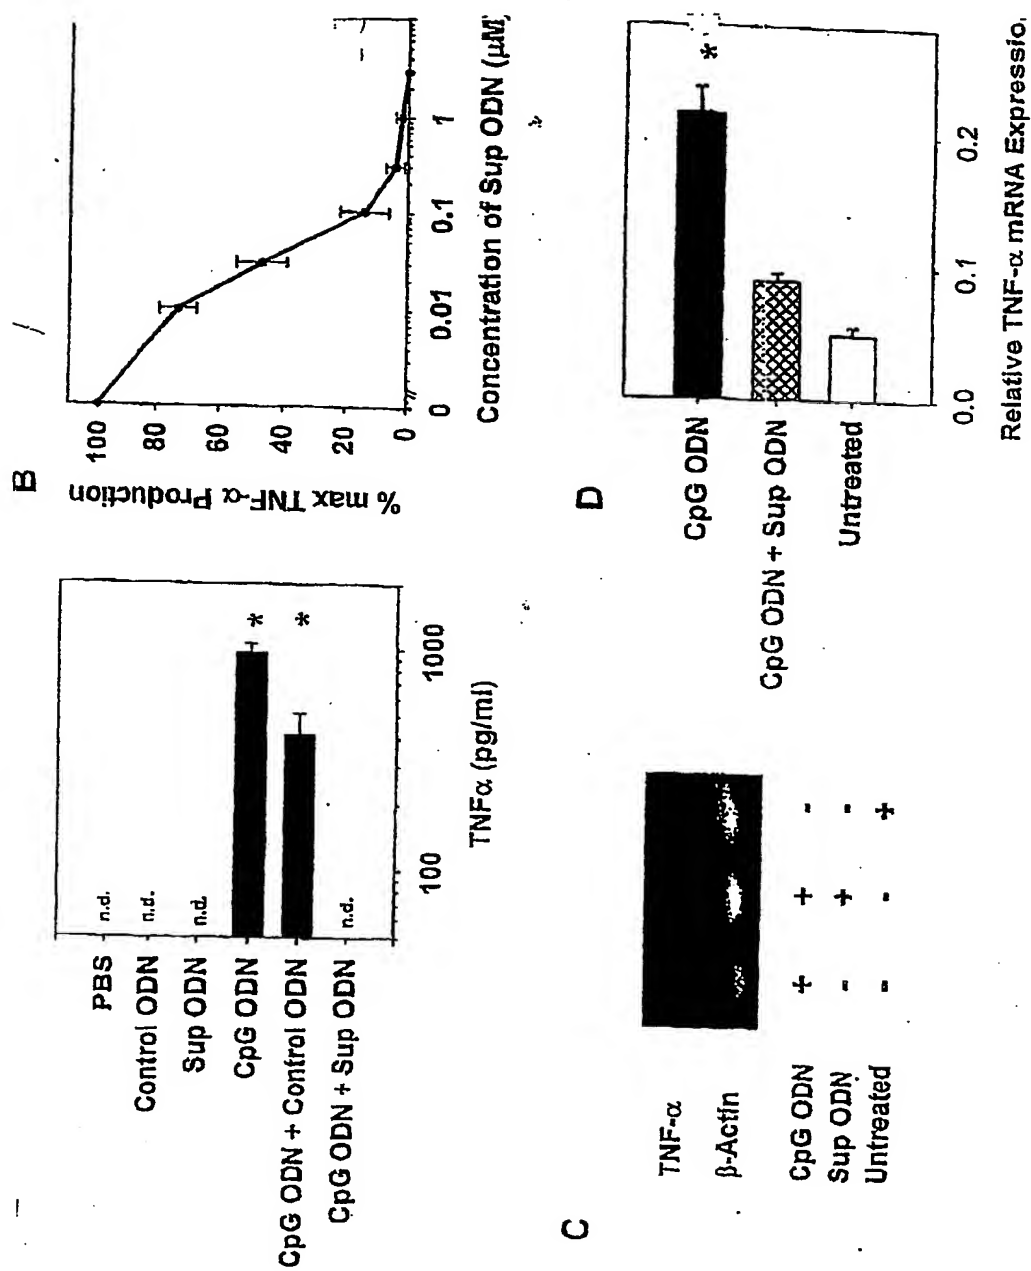 PBS
Control ODN
Sup ODN
CpG ODN
CpG ODN + Control ODN
CpG ODN + Sup ODN
n.d.
n.d.
n.d.
*
*
n.d.
100 1000
TNFα (pg/ml)
B
% max TNF-α Production
100
80
60
40
20
0
0 0.01 0.1 1
Concentration of Sup ODN (μM)
C
TNF-α
β-Actin
CpG ODN + + -
Sup ODN - + -
Untreated - - +
D
CpG ODN
CpG ODN + Sup ODN
Untreated
*
0.0 0.1 0.2
Relative TNF-α mRNA Expressio